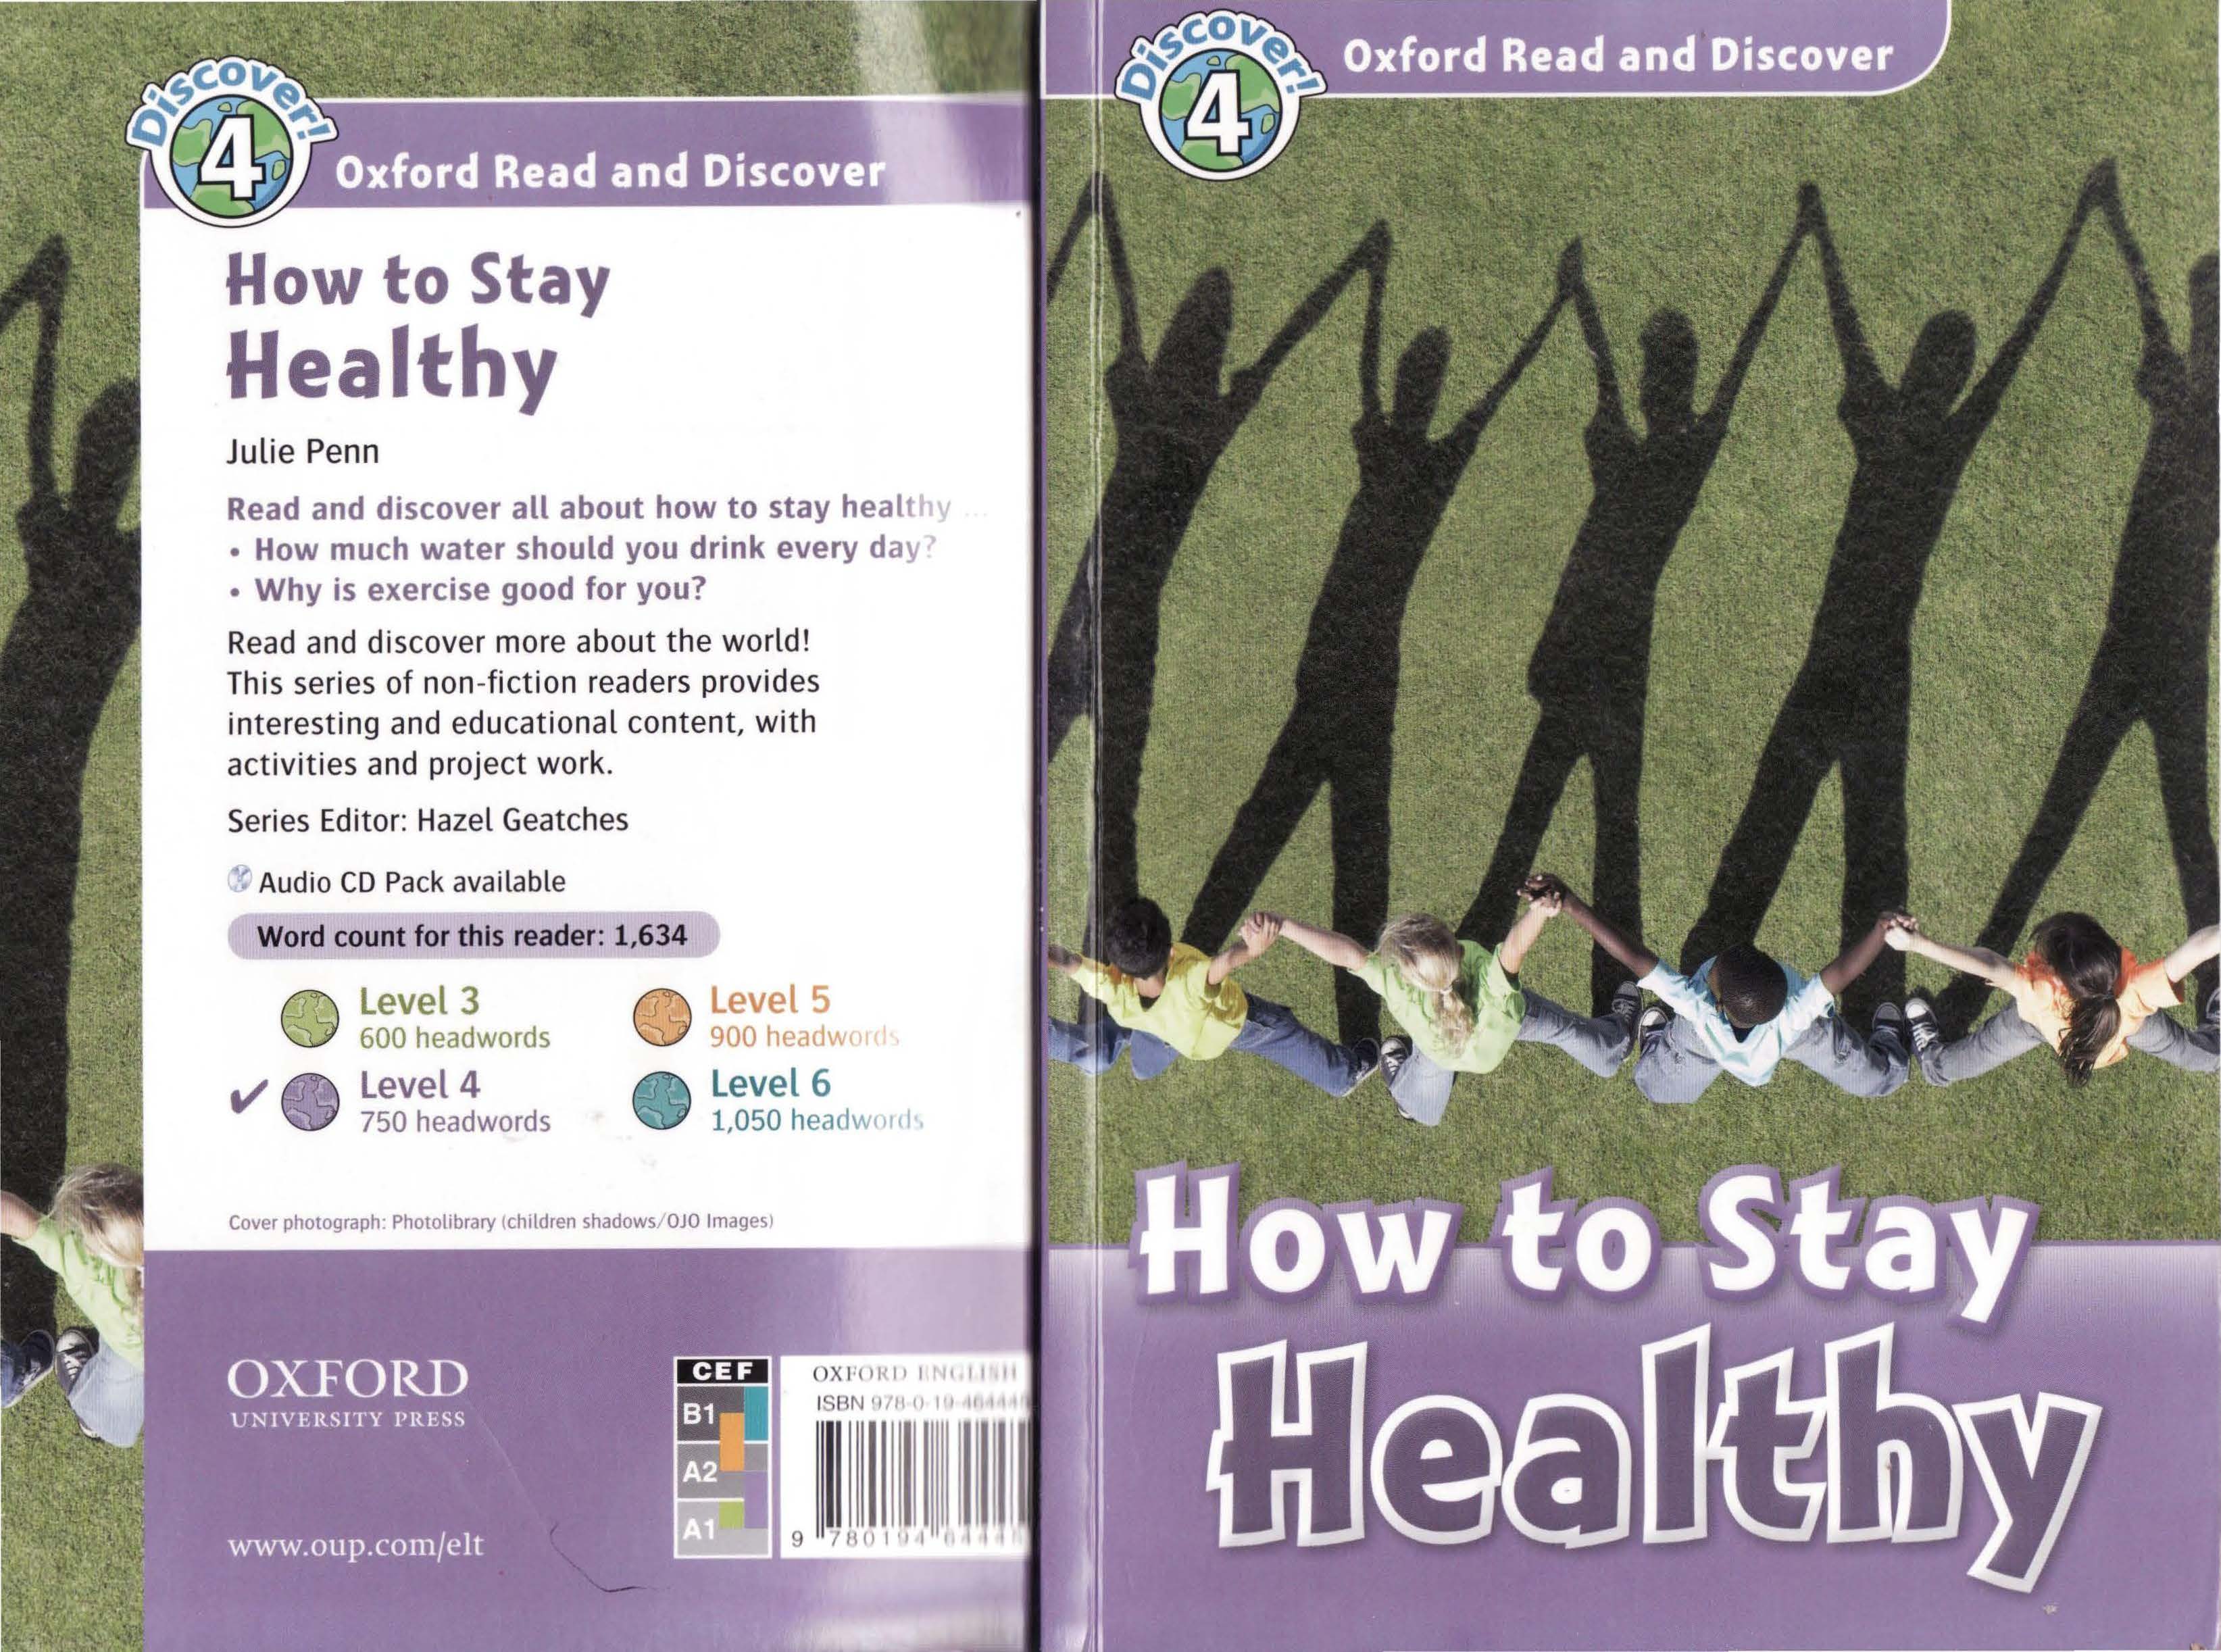 Discover!
4
Oxford Read and Discover
How to Stay
Healthy
Julie Penn
Read and discover all about how to stay healthy ...
• How much water should you drink every day?
• Why is exercise good for you?
Read and discover more about the world!
This series of non-fiction readers provides
interesting and educational content, with
activities and project work.
Series Editor: Hazel Geatches
Audio CD Pack available
Word count for this reader: 1,634
Level 3
600 headwords
Level 4
750 headwords
Level 5
900 headwords
Level 6
1,050 headwords
Cover photograph: Photolibrary (children shadows/OJO Images)
OXFORD
UNIVERSITY PRESS
www.oup.com/elt
CEF
B1
A2
A1
OXFORD ENGLISH
ISBN 978-0-19-
9 780194
Discover!
4
Oxford Read and Discover
How to Stay
Healthy